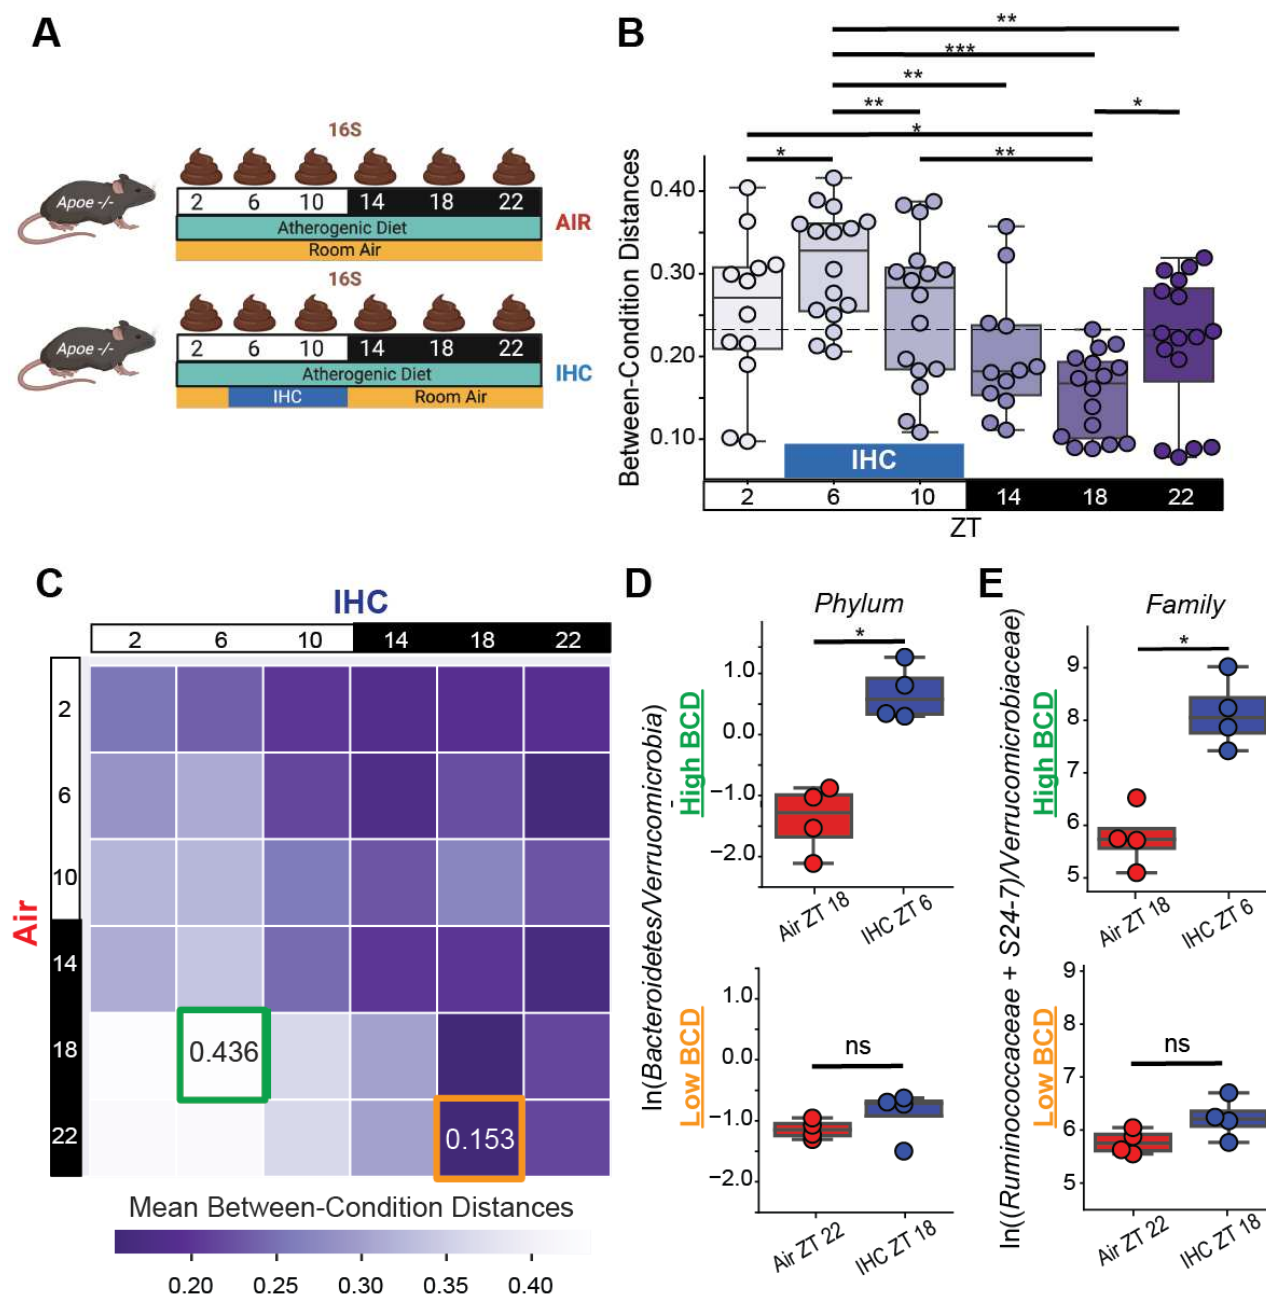 A
16S
Apoe -/-
2 6 10 14 18 22
Atherogenic Diet
Room Air
AIR
16S
Apoe -/-
2 6 10 14 18 22
Atherogenic Diet
IHC Room Air
IHC
B
**
***
**
** *
*
* **
Between-Condition Distances
0.40
0.30
0.20
0.10
IHC
2 6 10 14 18 22
ZT
C
IHC
2 6 10 14 18 22
Air
2
6
10
14
18
22
0.436
0.153
Mean Between-Condition Distances
0.20 0.25 0.30 0.35 0.40
D
Phylum
ln(Bacteroidetes/Verrucomicrobia)
High BCD
*
1.0
0.0
−1.0
−2.0
Air ZT 18 IHC ZT 6
Low BCD
ns
1.0
0.0
−1.0
−2.0
Air ZT 22 IHC ZT 18
E
Family
ln((Ruminococcaceae + S24-7)/Verrucomicrobiaceae)
High BCD
*
9
8
7
6
5
Air ZT 18 IHC ZT 6
Low BCD
ns
9
8
7
6
5
Air ZT 22 IHC ZT 18